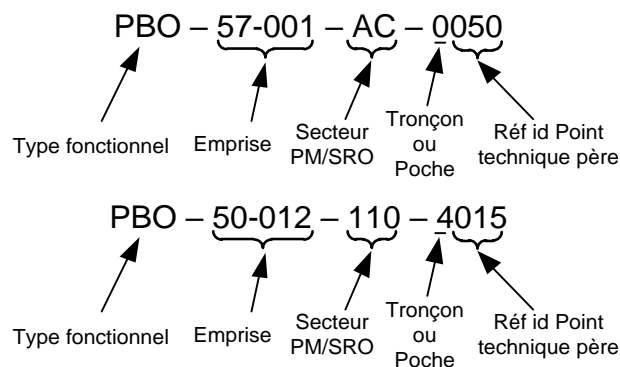 PBO – 57-001 – AC – 0050
Type fonctionnel
Emprise
Secteur
PM/SRO
Tronçon
ou
Poche
Réf id Point
technique père
PBO – 50-012 – 110 – 4015
Type fonctionnel
Emprise
Secteur
PM/SRO
Tronçon
ou
Poche
Réf id Point
technique père